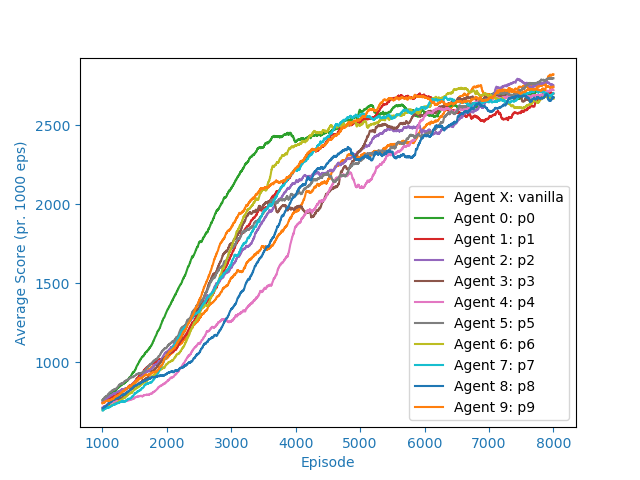 Average Score (pr. 1000 eps)
2500
2000
1500
1000
Agent X: vanilla
Agent 0: p0
Agent 1: p1
Agent 2: p2
Agent 3: p3
Agent 4: p4
Agent 5: p5
Agent 6: p6
Agent 7: p7
Agent 8: p8
Agent 9: p9
1000 2000 3000 4000 5000 6000 7000 8000
Episode